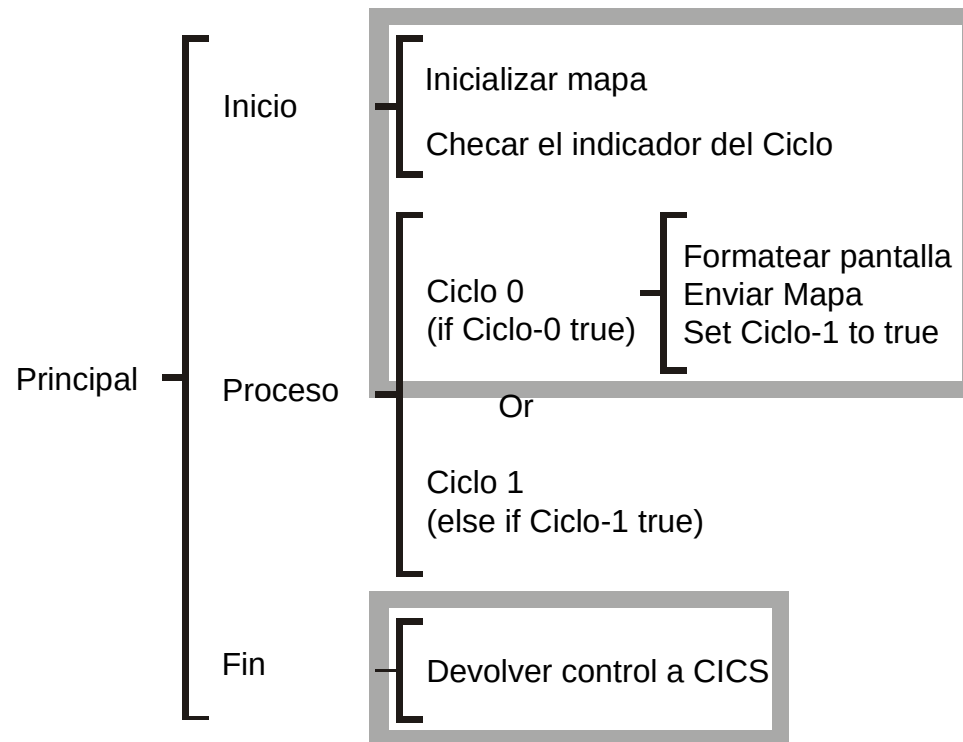 Principal
Inicio
Inicializar mapa
Checar el indicador del Ciclo
Proceso
Ciclo 0
(if Ciclo-0 true)
Formatear pantalla
Enviar Mapa
Set Ciclo-1 to true
Or
Ciclo 1
(else if Ciclo-1 true)
Fin
Devolver control a CICS